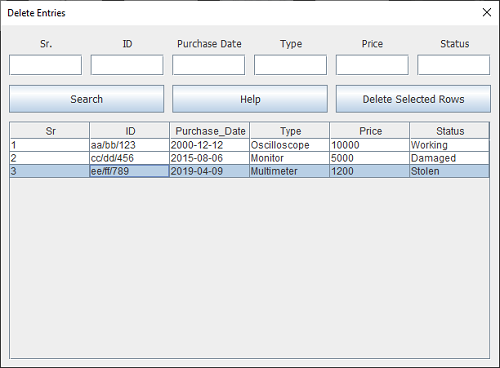 Delete Entries
Sr. ID Purchase Date Type Price Status
Search Help Delete Selected Rows
Sr ID Purchase_Date Type Price Status
1 aa/bb/123 2000-12-12 Oscilloscope 10000 Working
2 cc/dd/456 2015-08-06 Monitor 5000 Damaged
3 ee/ff/789 2019-04-09 Multimeter 1200 Stolen